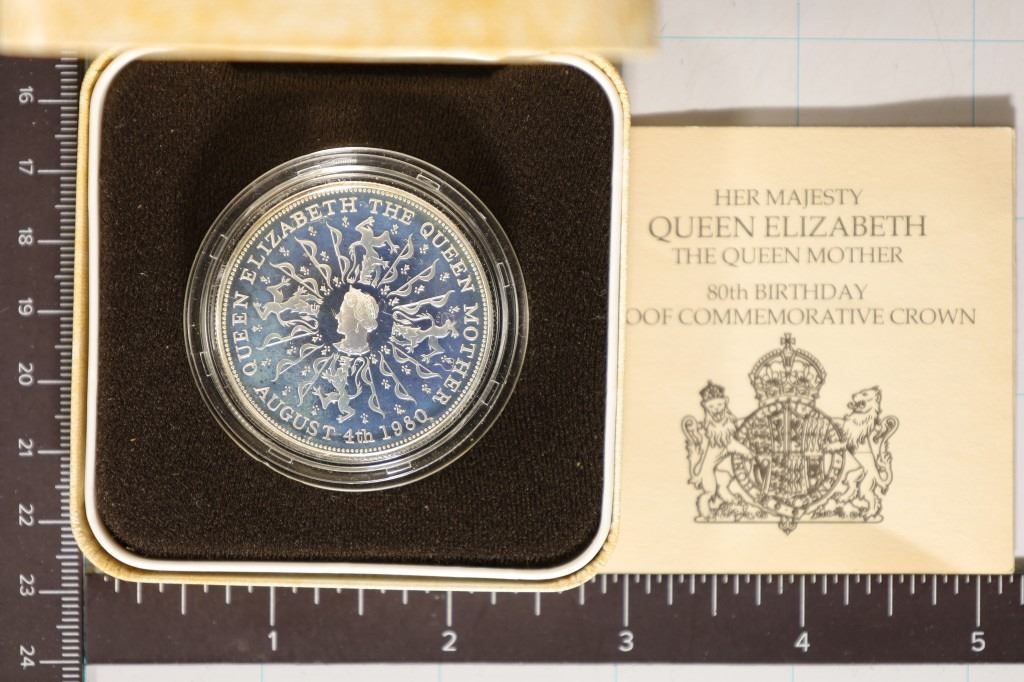 QUEEN ELIZABETH THE QUEEN MOTHER
AUGUST 4th 1980
HER MAJESTY
QUEEN ELIZABETH
THE QUEEN MOTHER
80th BIRTHDAY
OOF COMMEMORATIVE CROWN
16
17
18
19
20
21
22
23
24
1 2 3 4 5